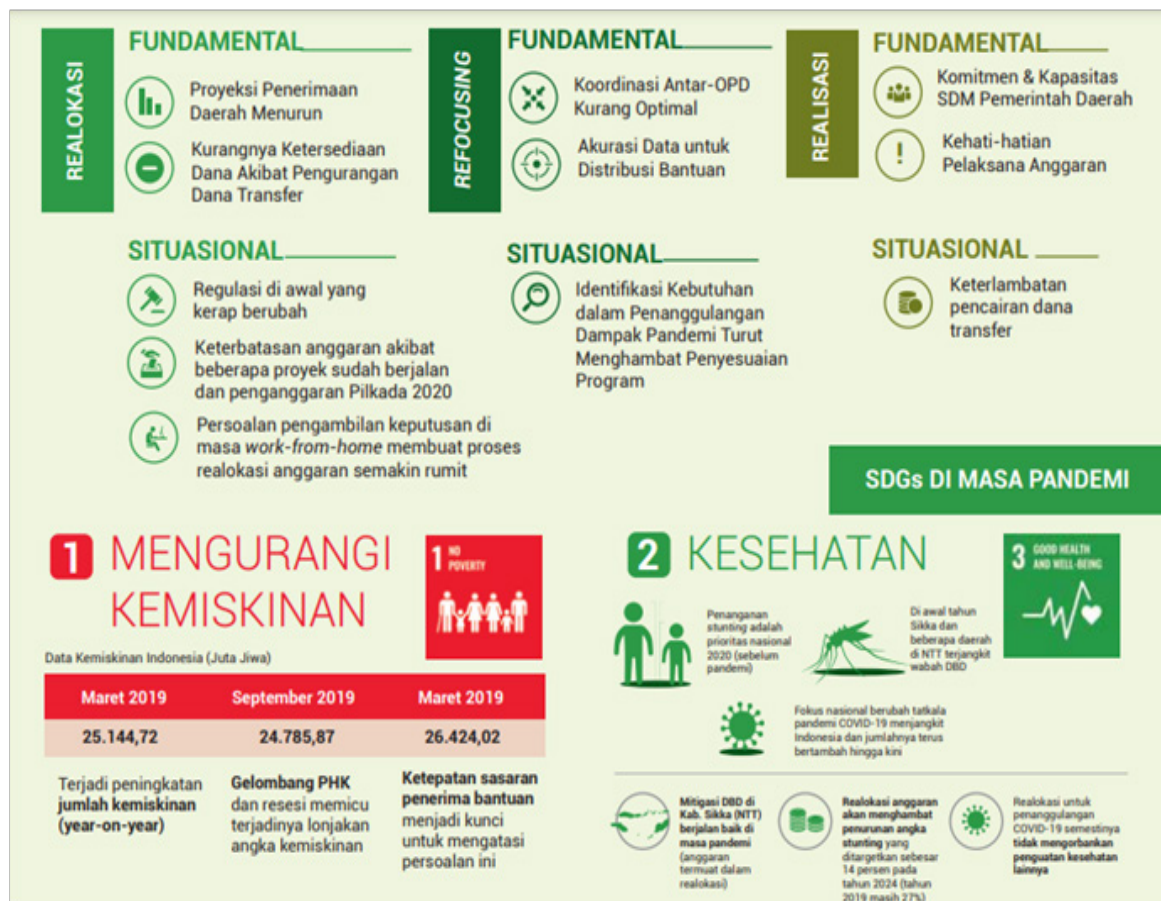 REALOKASI
FUNDAMENTAL
Proyeksi Penerimaan
Daerah Menurun
Kurangnya Ketersediaan
Dana Akibat Pengurangan
Dana Transfer
SITUASIONAL
Regulasi di awal yang
kerap berubah
Keterbatasan anggaran akibat
beberapa proyek sudah berjalan
dan penganggaran Pilkada 2020
Persoalan pengambilan keputusan di
masa work-from-home membuat proses
realokasi anggaran semakin rumit
REFOCUSING
FUNDAMENTAL
Koordinasi Antar-OPD
Kurang Optimal
Akurasi Data untuk
Distribusi Bantuan
SITUASIONAL
Identifikasi Kebutuhan
dalam Penanggulangan
Dampak Pandemi Turut
Menghambat Penyesuaian
Program
REALISASI
FUNDAMENTAL
Komitmen & Kapasitas
SDM Pemerintah Daerah
Kehati-hatian
Pelaksana Anggaran
SITUASIONAL
Keterlambatan
pencairan dana
transfer
SDGs DI MASA PANDEMI
1 MENGURANGI
KEMISKINAN
1 NO
POVERTY
Data Kemiskinan Indonesia (Juta Jiwa)
Maret 2019 September 2019 Maret 2019
25.144,72 24.785,87 26.424,02
Terjadi peningkatan
jumlah kemiskinan
(year-on-year)
Gelombang PHK
dan resesi memicu
terjadinya lonjakan
angka kemiskinan
Ketepatan sasaran
penerima bantuan
menjadi kunci
untuk mengatasi
persoalan ini
2 KESEHATAN
3 GOOD HEALTH
AND WELL-BEING
Penanganan
stunting adalah
prioritas nasional
2020 (sebelum
pandemi)
Di awal tahun
Sikka dan
beberapa daerah
di NTT terjangkit
wabah DBD
Fokus nasional berubah tatkala
pandemi COVID-19 menjangkit
Indonesia dan jumlahnya terus
bertambah hingga kini
Mitigasi DBD di
Kab. Sikka (NTT)
berjalan baik di
masa pandemi
(anggaran
termuat dalam
realokasi)
Realokasi anggaran
akan menghambat
penurunan angka
stunting yang
ditargetkan sebesar
14 persen pada
tahun 2024 (tahun
2019 masih 27%)
Realokasi untuk
penanggulangan
COVID-19 semestinya
tidak mengorbankan
penguatan kesehatan
lainnya